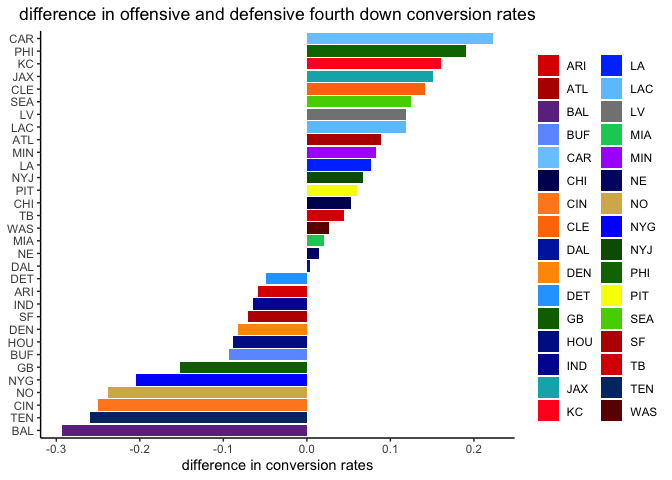 difference in offensive and defensive fourth down conversion rates
CAR
PHI
KC
JAX
CLE
SEA
LV
LAC
ATL
MIN
LA
NYJ
PIT
CHI
TB
WAS
MIA
NE
DAL
DET
ARI
IND
SF
DEN
HOU
BUF
GB
NYG
NO
CIN
TEN
BAL
-0.3 -0.2 -0.1 0.0 0.1 0.2
difference in conversion rates
ARI LA
ATL LAC
BAL LV
BUF MIA
CAR MIN
CHI NE
CIN NO
CLE NYG
DAL NYJ
DEN PHI
DET PIT
GB SEA
HOU SF
IND TB
JAX TEN
KC WAS